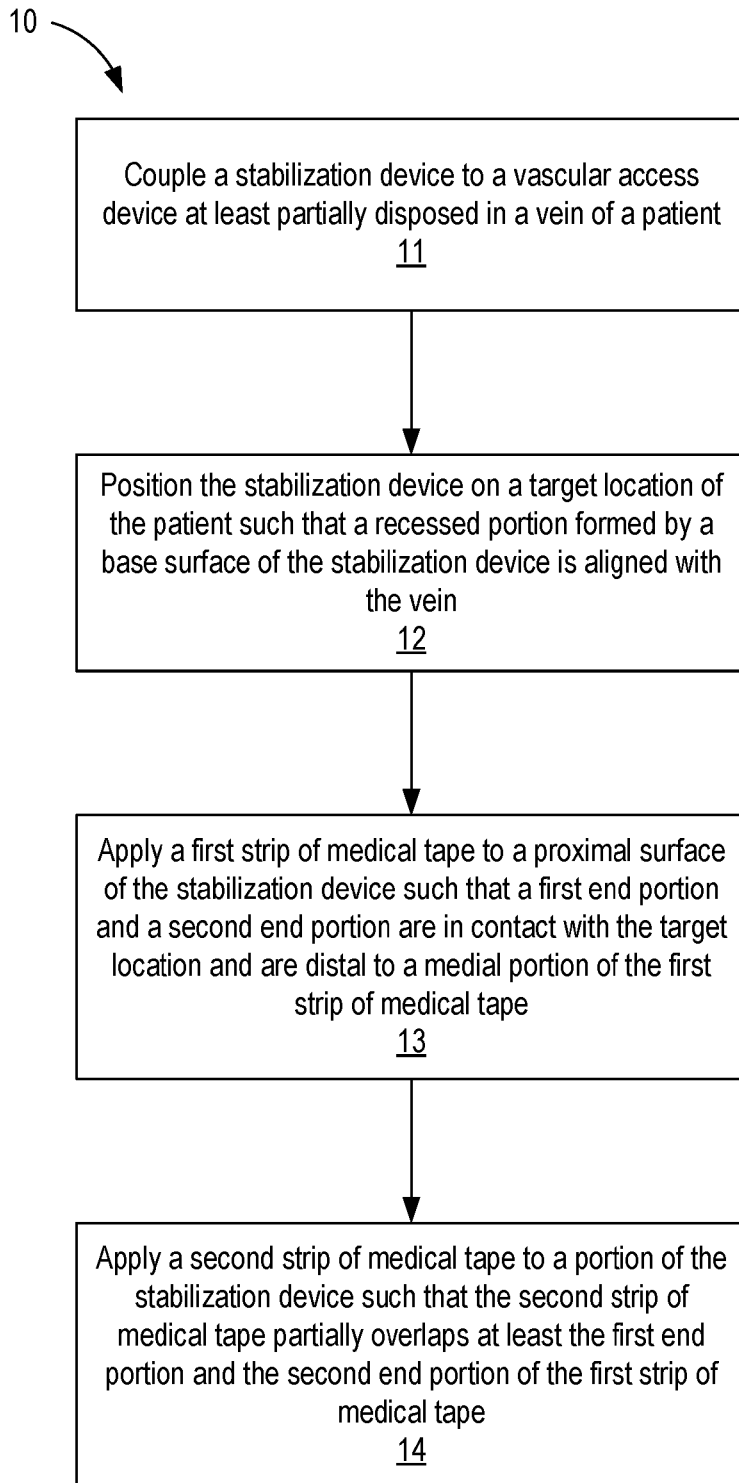 10
Couple a stabilization device to a vascular access
device at least partially disposed in a vein of a patient
11
Position the stabilization device on a target location of
the patient such that a recessed portion formed by a
base surface of the stabilization device is aligned with
the vein
12
Apply a first strip of medical tape to a proximal surface
of the stabilization device such that a first end portion
and a second end portion are in contact with the target
location and are distal to a medial portion of the first
strip of medical tape
13
Apply a second strip of medical tape to a portion of the
stabilization device such that the second strip of
medical tape partially overlaps at least the first end
portion and the second end portion of the first strip of
medical tape
14